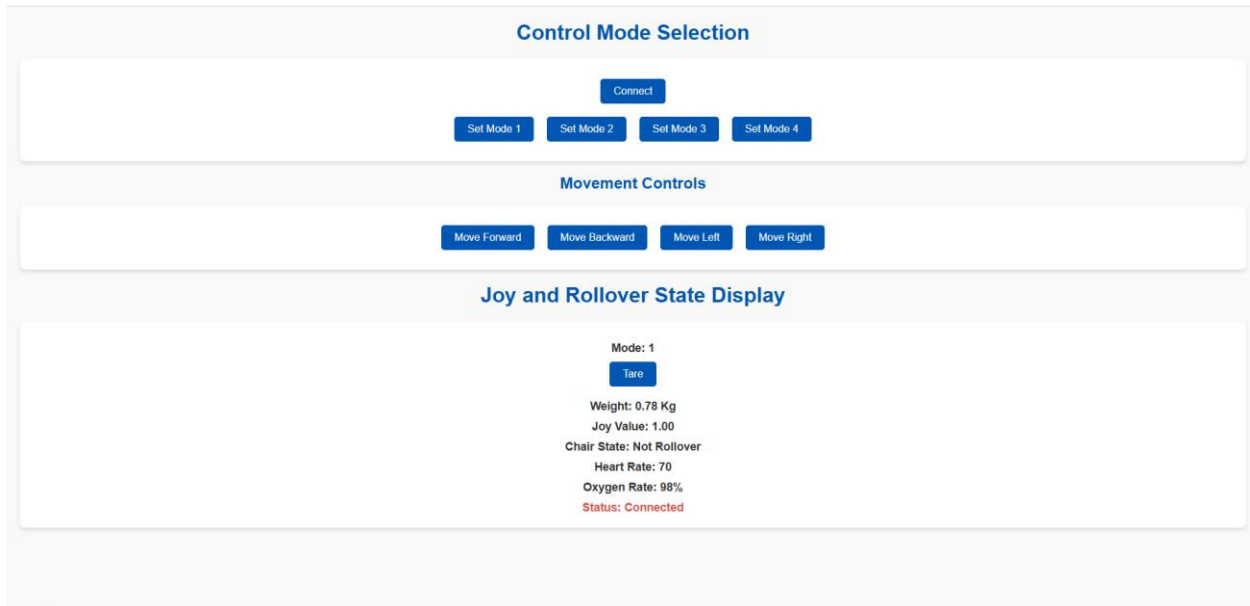 Control Mode Selection
Connect
Set Mode 1 Set Mode 2 Set Mode 3 Set Mode 4
Movement Controls
Move Forward Move Backward Move Left Move Right
Joy and Rollover State Display
Mode: 1
Tare
Weight: 0.78 Kg
Joy Value: 1.00
Chair State: Not Rollover
Heart Rate: 70
Oxygen Rate: 98%
Status: Connected